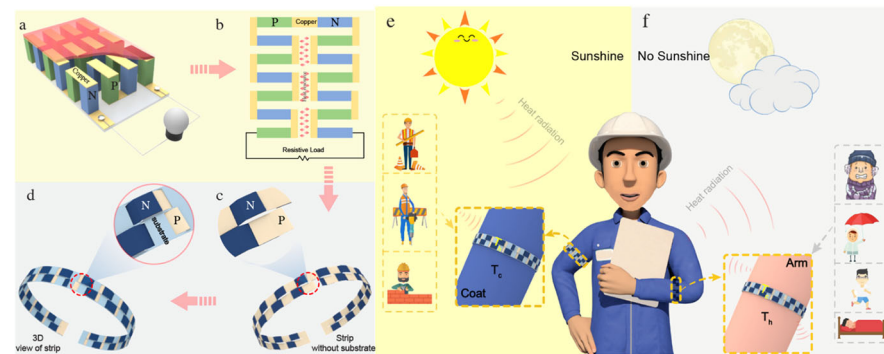 a
Copper
N
P
b
P
Copper
N
Resistive Load
d
N
substrate
P
3D
view of strip
c
N
P
Strip
without substrate
e
Sunshine
Heat radiation
Tc
Coat
f
No Sunshine
Heat radiation
Arm
Th